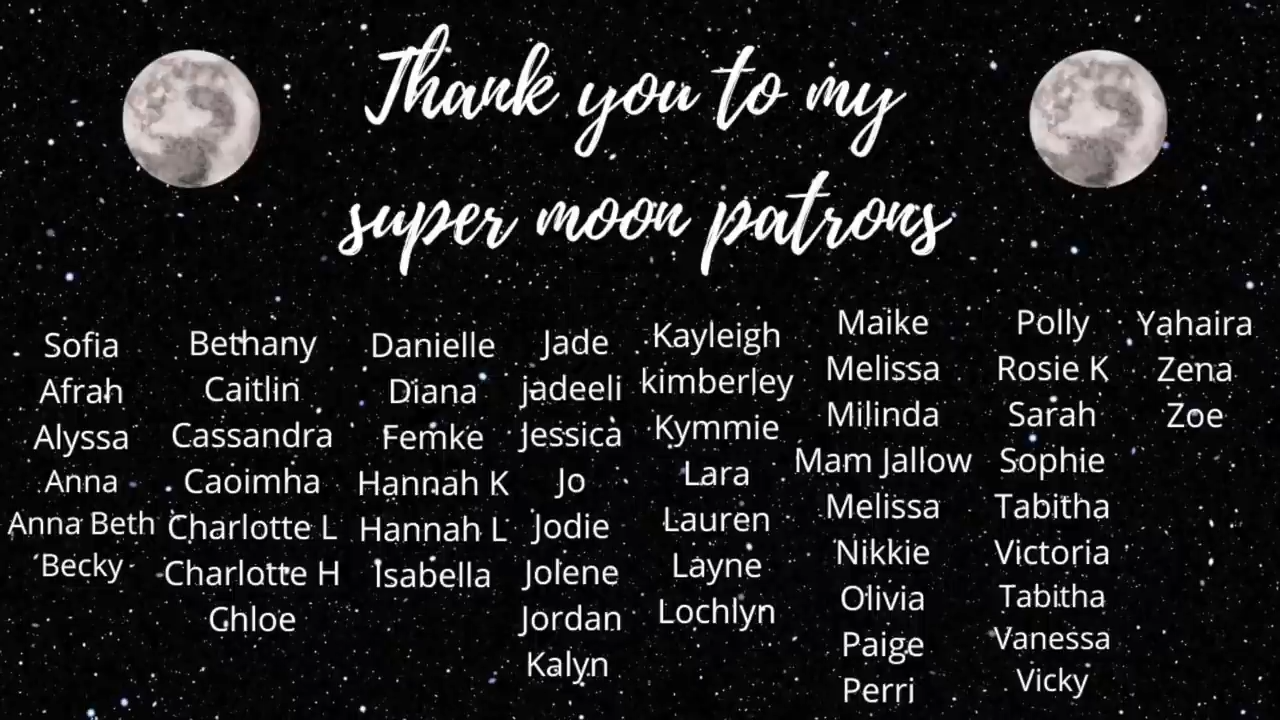 Thank you to my
super moon patrons
Sofia
Afrah
Alyssa
Anna
Anna Beth
Becky
Bethany
Caitlin
Cassandra
Caoimha
Charlotte L
Charlotte H
Chloe
Danielle
Diana
Femke
Hannah K
Hannah L
Isabella
Jade
jadeeli
Jessica
Jo
Jodie
Jolene
Jordan
Kalyn
Kayleigh
kimberley
Kymmie
Lara
Lauren
Layne
Lochlyn
Maike
Melissa
Milinda
Mam Jallow
Melissa
Nikkie
Olivia
Paige
Perri
Polly
Rosie K
Sarah
Sophie
Tabitha
Victoria
Tabitha
Vanessa
Vicky
Yahaira
Zena
Zoe